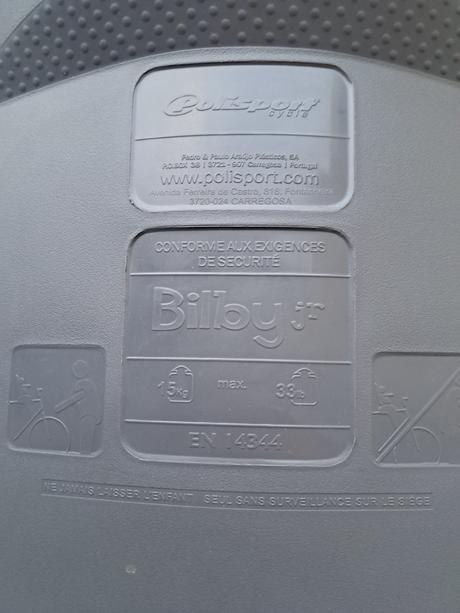 Polisport
cycle
Pedro & Paulo Araújo Plásticos, SA
P.O.BOX 38 | 3721 - 907 Carregosa | Portugal
www.polisport.com
Avenida Ferreira de Castro, 818, Fontanheira
3720-024 CARREGOSA
CONFORME AUX EXIGENCES
DE SECURITÉ
Bilby jr
15kg max. 33lb
EN 14344
NE JAMAIS LAISSER L'ENFANT SEUL SANS SURVEILLANCE SUR LE SIÈGE